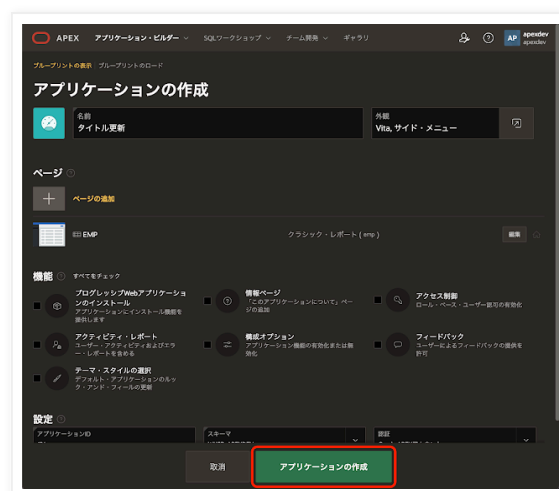 APEX アプリケーション・ビルダー SQLワークショップ チーム開発 ギャラリ AP apexdev
apexdev
ブループリントの表示 | ブループリントのロード
アプリケーションの作成
名前
タイトル更新
外観
Vita, サイド・メニュー
ページ
ページの追加
EMP クラシック・レポート ( emp ) 編集
機能 すべてをチェック
プログレッシブWebアプリケーショ
ンのインストール
アプリケーションにインストール機能を
提供します
情報ページ
「このアプリケーションについて」ペー
ジの追加
アクセス制御
ロール・ベース・ユーザー認可の有効化
アクティビティ・レポート
ユーザー・アクティビティおよびエラ
ー・レポートを含める
構成オプション
アプリケーション機能の有効化または無
効化
フィードバック
ユーザーによるフィードバックの提供を
許可
テーマ・スタイルの選択
デフォルト・アプリケーションのルッ
ク・アンド・フィールの更新
設定
アプリケーションID
スキーマ
認証
取消
アプリケーションの作成